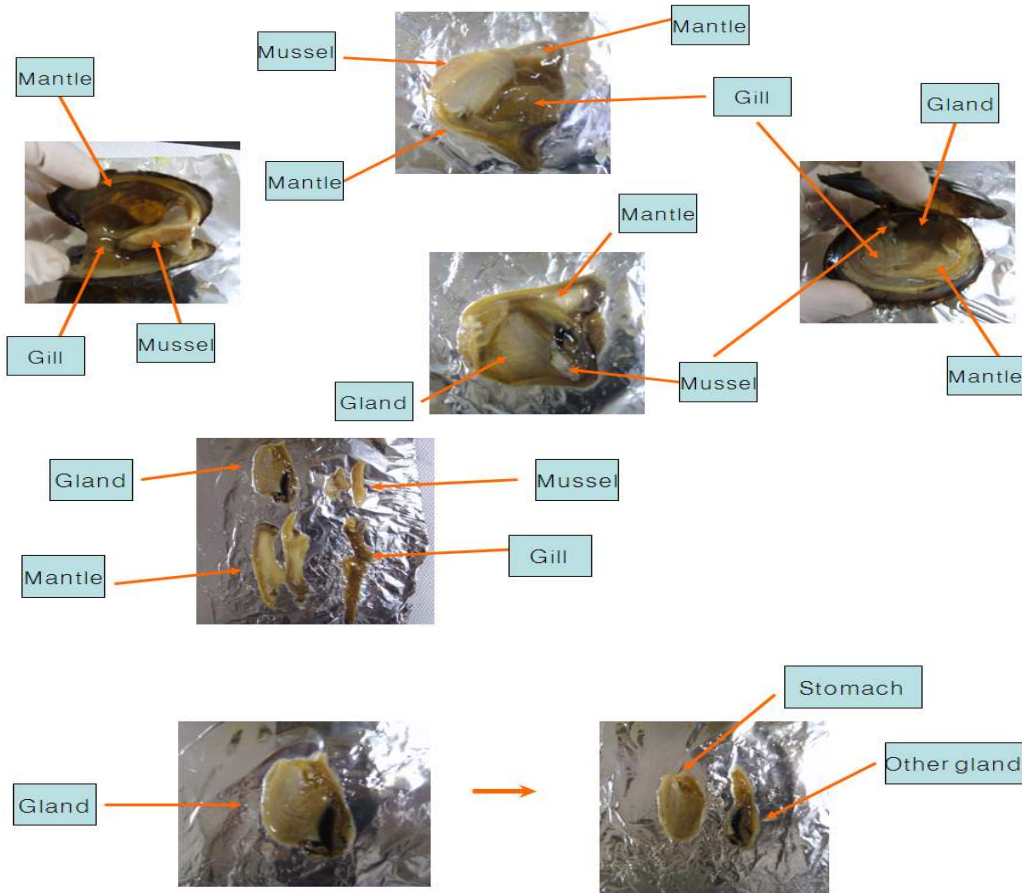 Mantle
Mussel
Mantle
Gill
Gland
Mantle
Mantle
Gill
Mussel
Gland
Mussel
Mantle
Gland
Mussel
Mantle
Gill
Stomach
Gland
Other gland